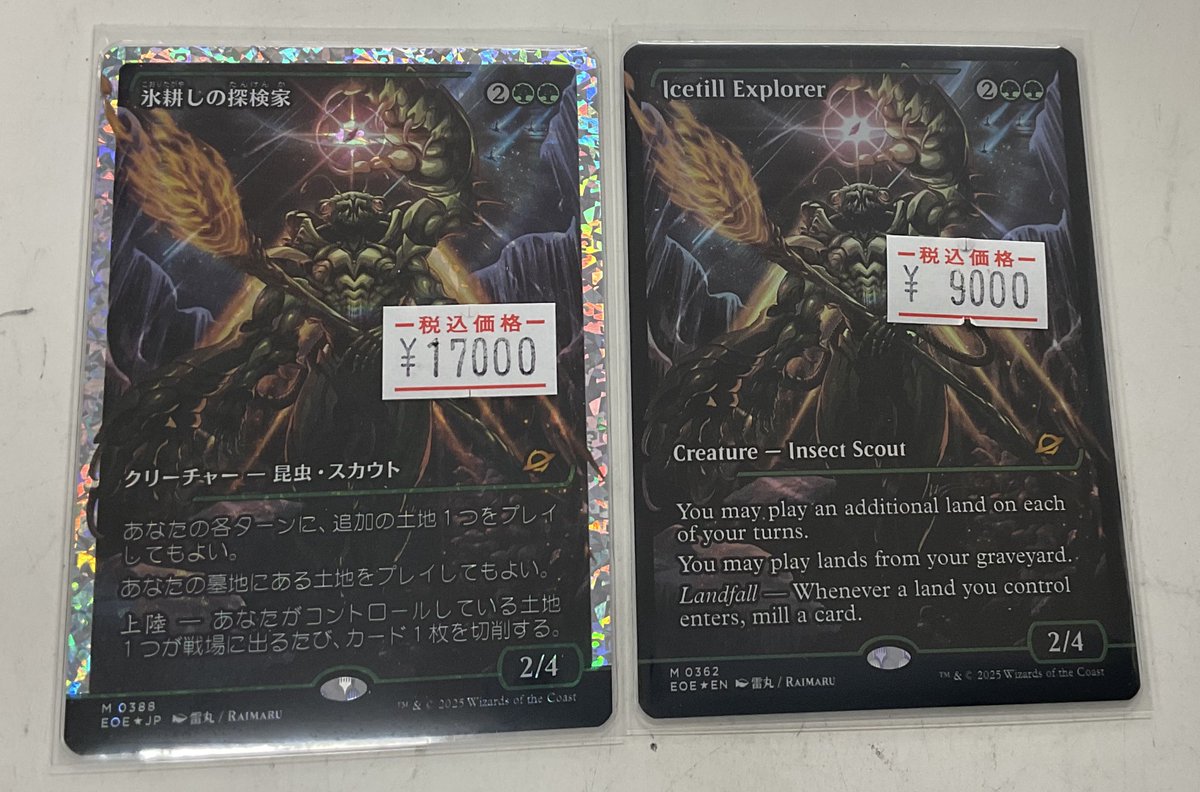 氷耕しの探検家
2
ー税込価格ー
¥17000
クリーチャー — 昆虫・スカウト
あなたの各ターンに、追加の土地1つをプレイ
してもよい。
あなたの墓地にある土地をプレイしてもよい。
上陸 — あなたがコントロールしている土地
1つが戦場に出るたび、カード1枚を切削する。
2/4
M 0388
EOE★JP 雷丸 / RAIMARU
™ & © 2025 Wizards of the Coast
Icetill Explorer
2
ー税込価格ー
¥ 9000
Creature — Insect Scout
You may play an additional land on each
of your turns.
You may play lands from your graveyard.
Landfall — Whenever a land you control
enters, mill a card.
2/4
M 0362
EOE★EN 雷丸 / RAIMARU
™ & © 2025 Wizards of the Coast